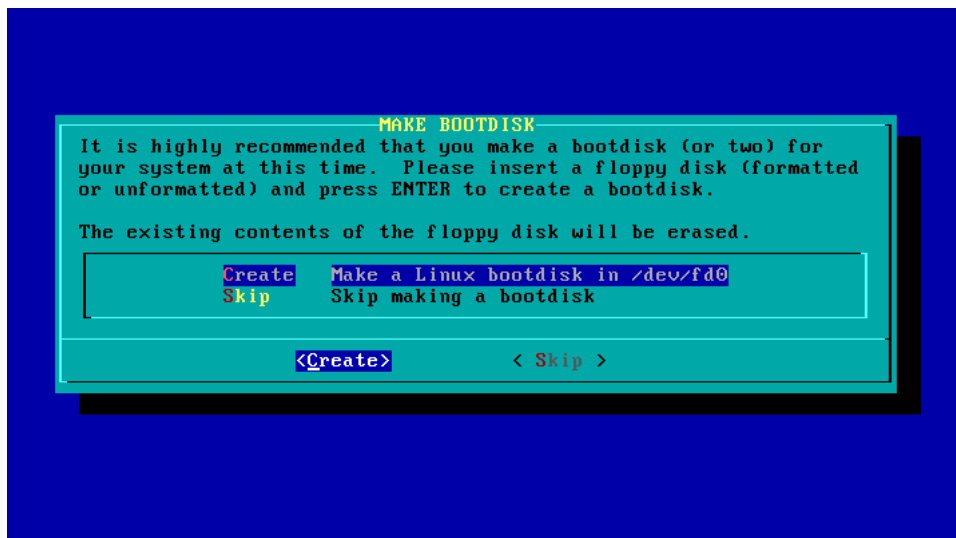 MAKE BOOTDISK
It is highly recommended that you make a bootdisk (or two) for
your system at this time.  Please insert a floppy disk (formatted
or unformatted) and press ENTER to create a bootdisk.
The existing contents of the floppy disk will be erased.
Create   Make a Linux bootdisk in /dev/fd0
Skip     Skip making a bootdisk
<Create>          < Skip >